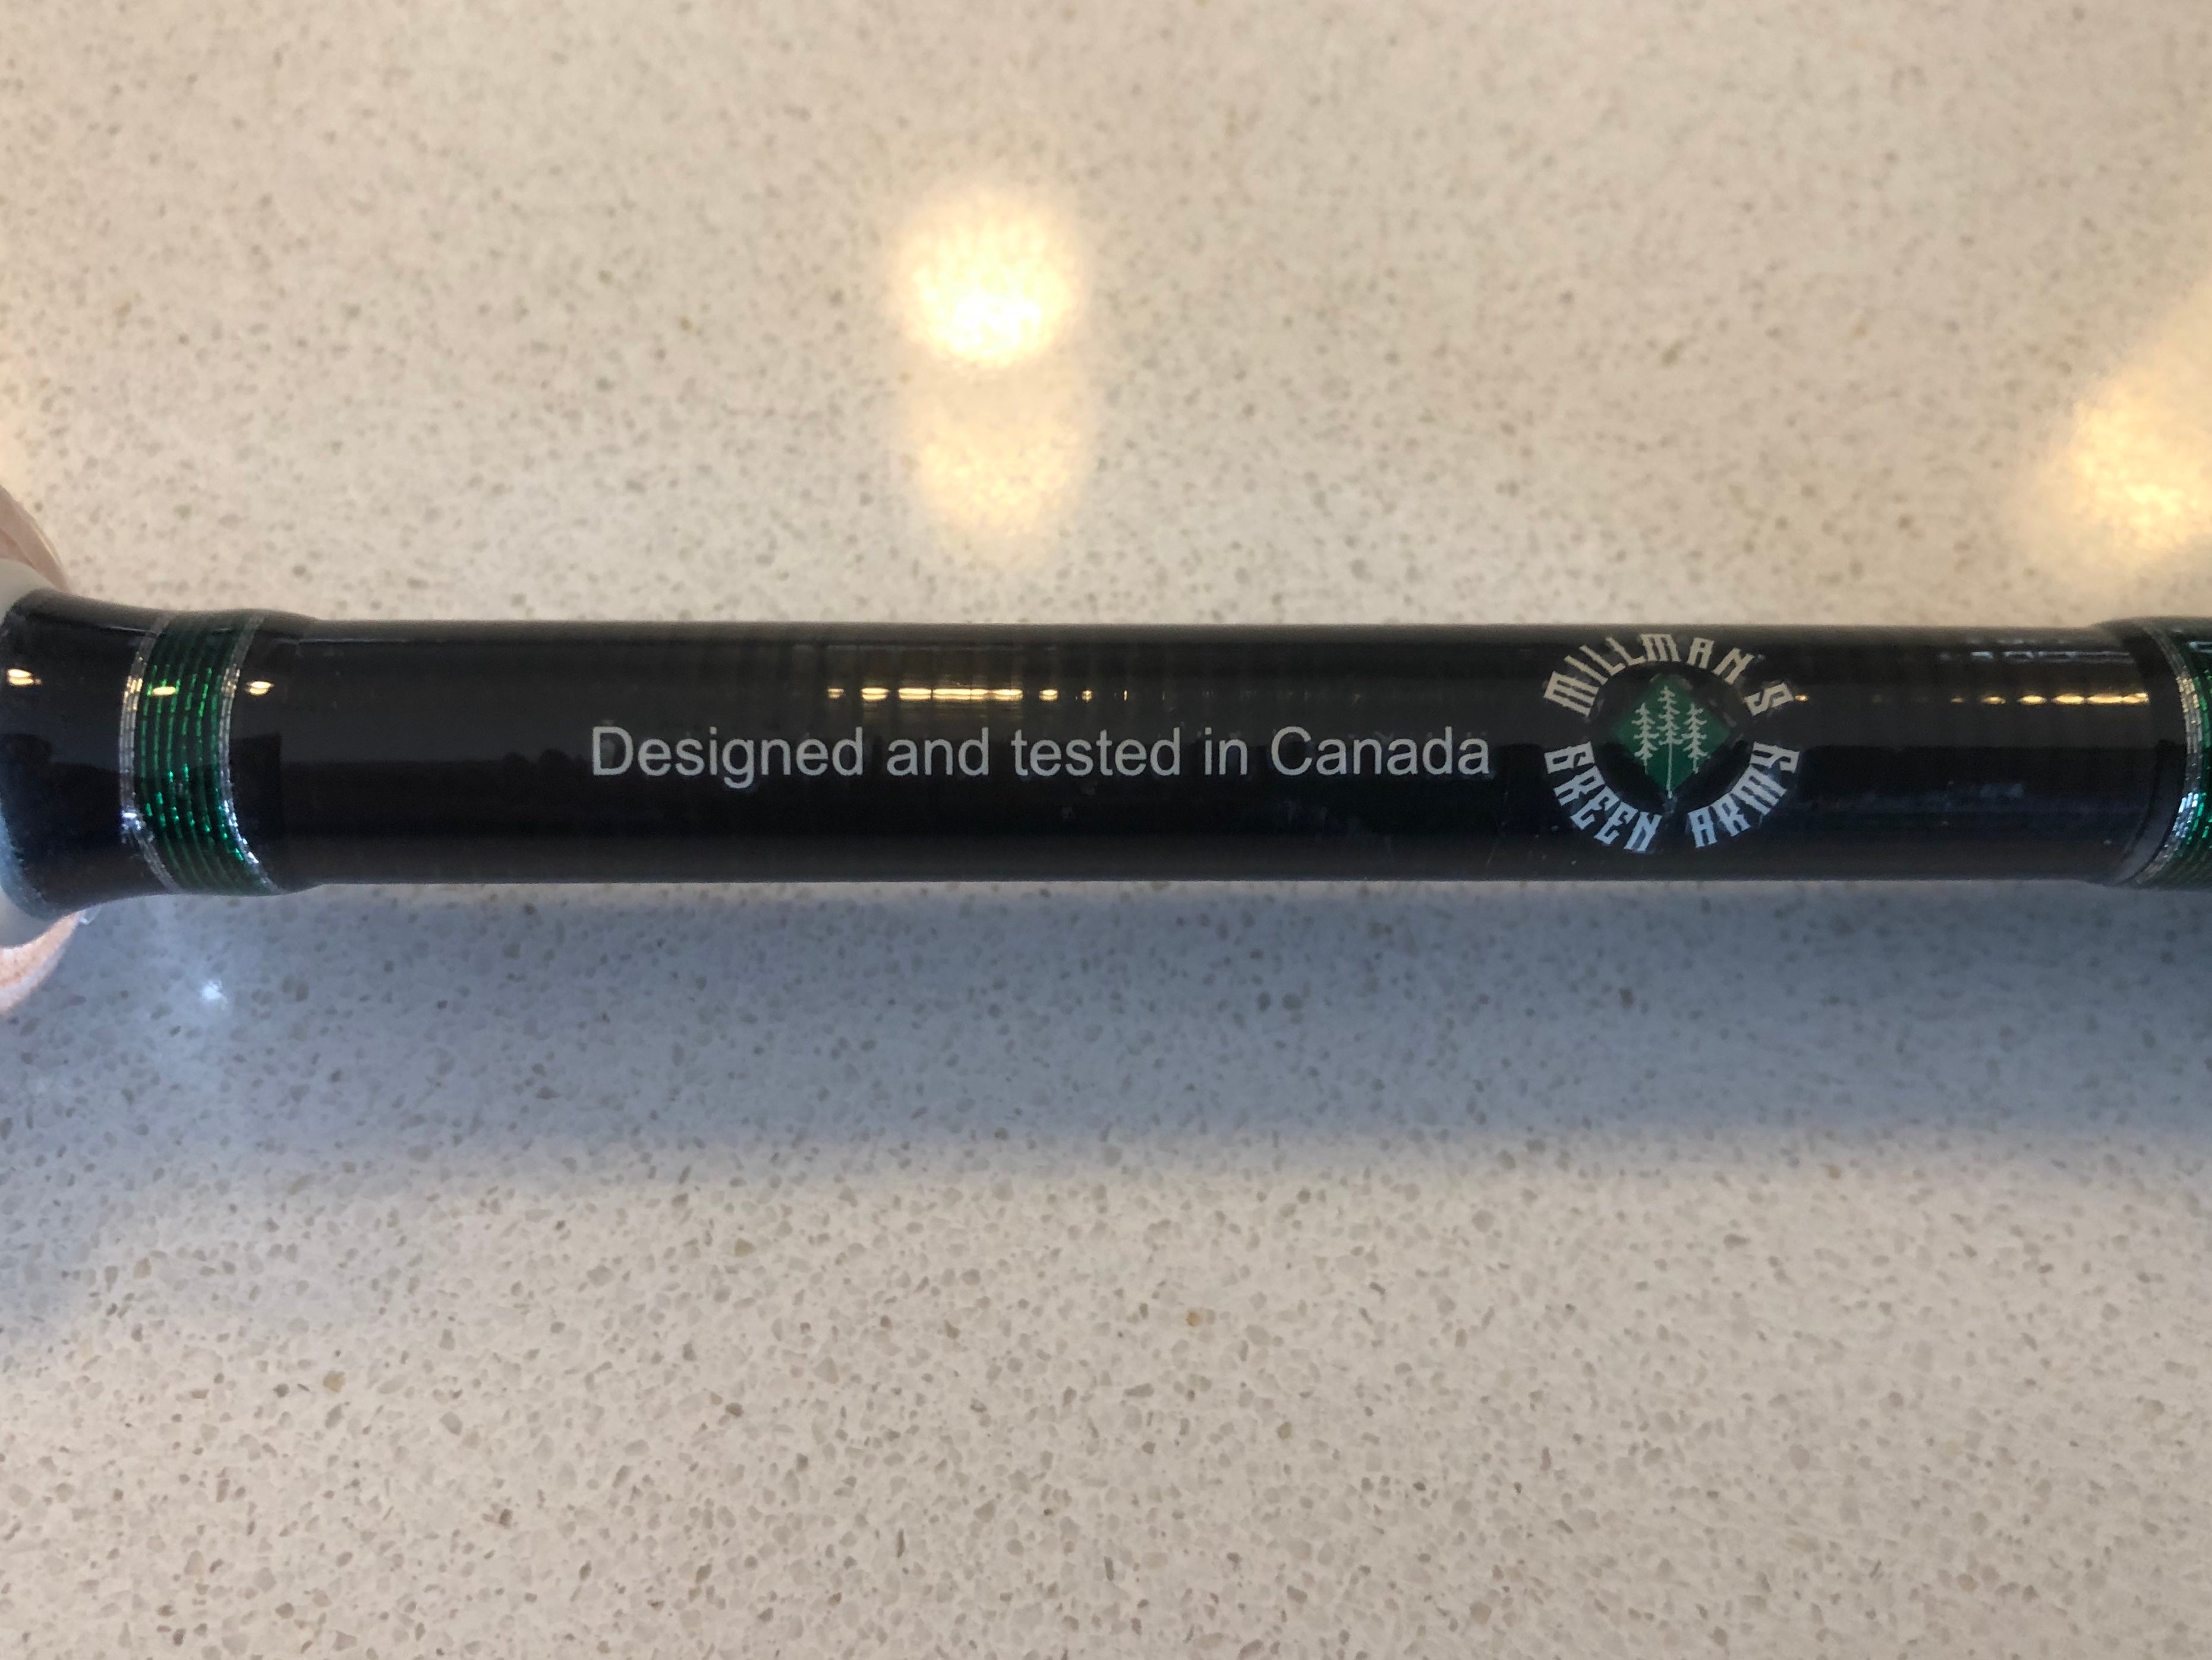 Designed and tested in Canada
MILLMAN'S
GREEN ARMY